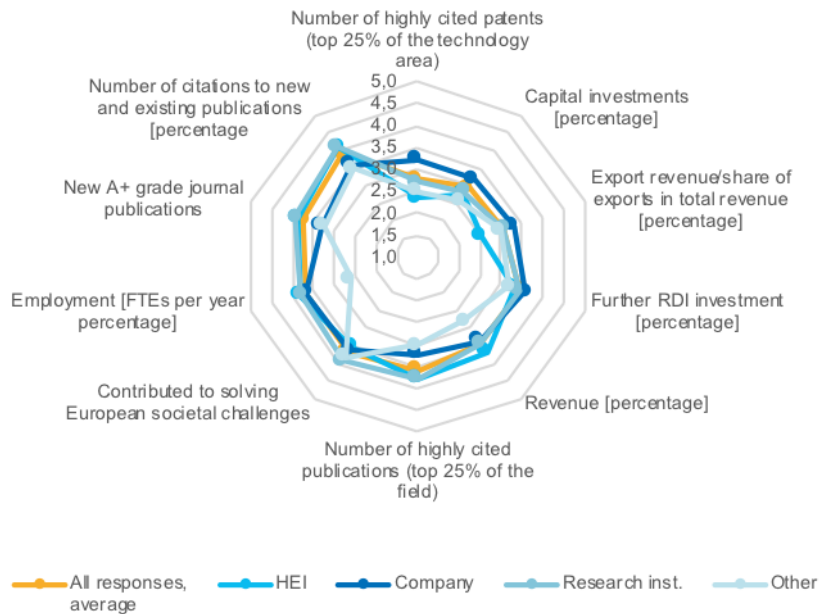 Number of highly cited patents
(top 25% of the technology
area)
Number of citations to new
and existing publications
[percentage
Capital investments
[percentage]
5,0
4,5
4,0
3,5
3,0
2,5
2,0
1,5
1,0
New A+ grade journal
publications
Export revenue/share of
exports in total revenue
[percentage]
Employment [FTEs per year
percentage]
Further RDI investment
[percentage]
Contributed to solving
European societal challenges
Revenue [percentage]
Number of highly cited
publications (top 25% of the
field)
All responses,
average
HEI
Company
Research inst.
Other